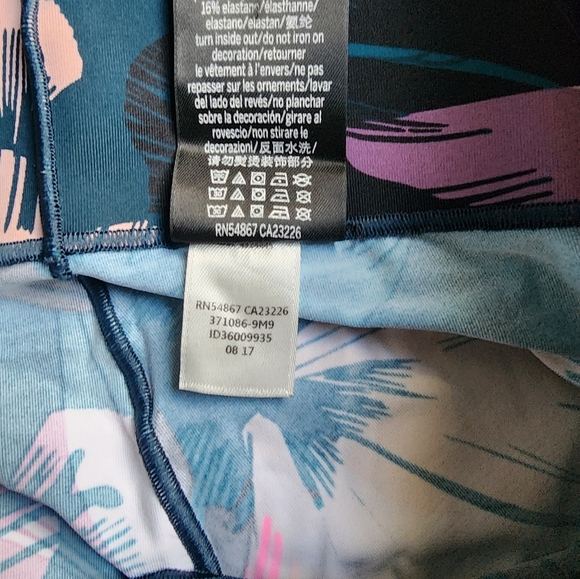 16% elastane/élasthanne/
elastano/elastan/氨纶
turn inside out/do not iron on
decoration/retourner
le vêtement à l'envers/ne pas
repasser sur les ornements/lavar
del lado del revés/no planchar
sobre la decoración/girare al
rovescio/non stirare le
decorazioni/反面水洗/
请勿熨烫装饰部分
RN54867 CA23226
RN54867 CA23226
371086-9M9
ID36009935
08 17